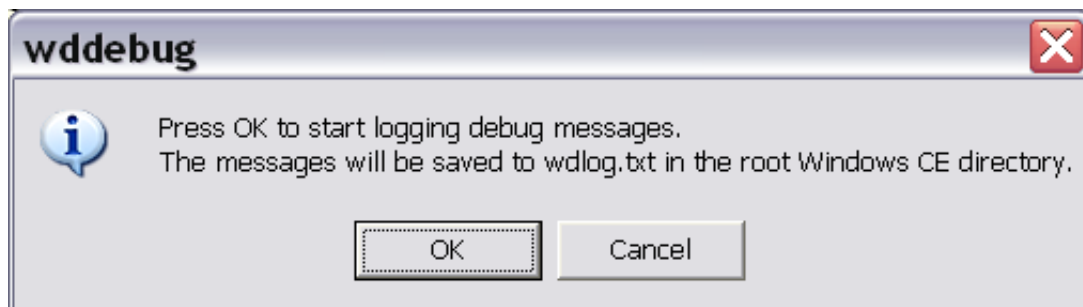 wddebug
Press OK to start logging debug messages.
The messages will be saved to wdlog.txt in the root Windows CE directory.
OK
Cancel